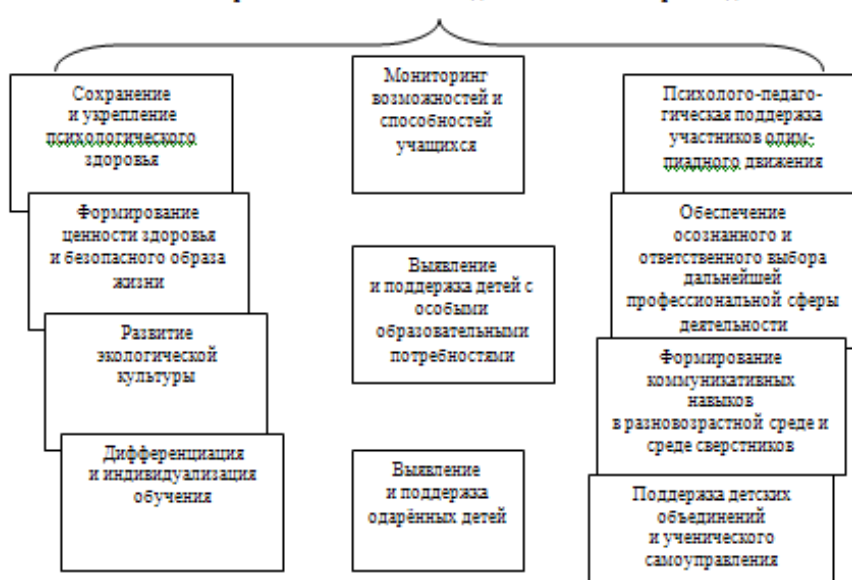 Сохранение
и укрепление
психологического
здоровья
Формирование
ценности здоровья
и безопасного образа
жизни
Развитие
экологической
культуры
Дифференциация
и индивидуализация
обучения
Мониторинг
возможностей и
способностей
учащихся
Выявление
и поддержка детей с
особыми
образовательными
потребностями
Выявление
и поддержка
одарённых детей
Психолого-педаго-
гическая поддержка
участников олим-
пиадного движения
Обеспечение
осознанного и
ответственного выбора
дальнейшей
профессиональной сферы
деятельности
Формирование
коммуникативных
навыков
в разновозрастной среде и
среде сверстников
Поддержка детских
объединений
и ученического
самоуправления